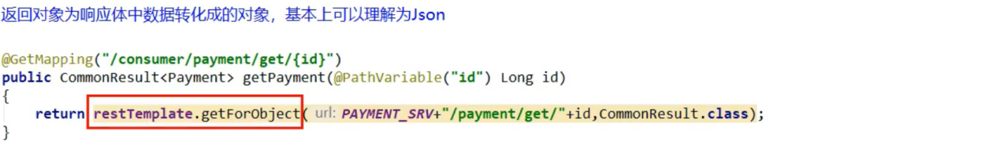 返回对象为响应体中数据转化成的对象，基本上可以理解为Json
@GetMapping("/consumer/payment/get/{id}")
public CommonResult<Payment> getPayment(@PathVariable("id") Long id)
{
    return restTemplate.getForObject( url: PAYMENT_SRV+"/payment/get/"+id,CommonResult.class);
}